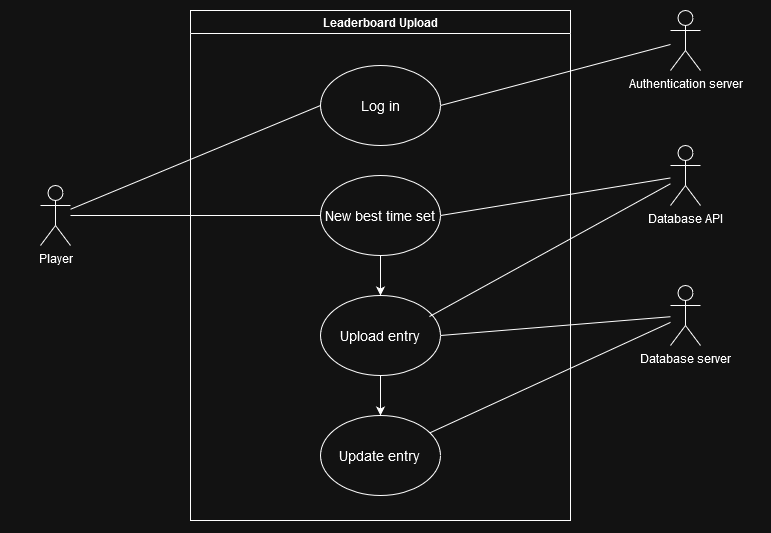 Leaderboard Upload
Log in
Authentication server
New best time set
Database API
Player
Upload entry
Database server
Update entry